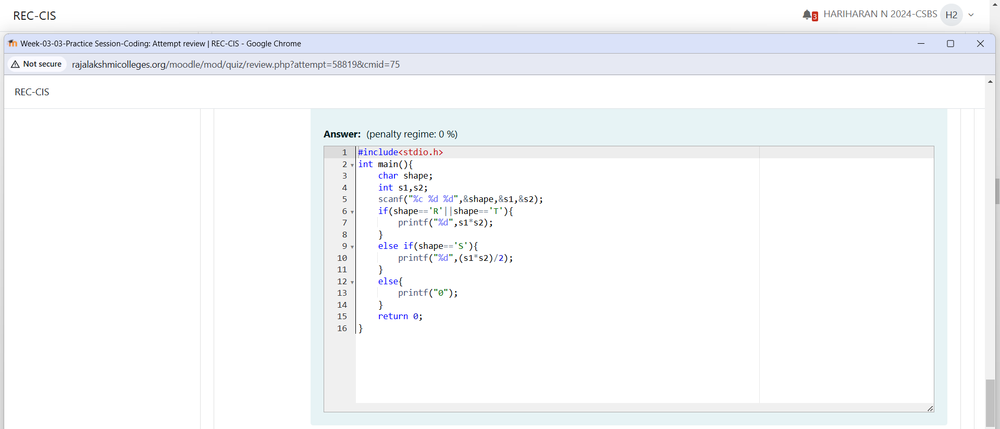 REC-CIS
3 HARIHARAN N 2024-CSBS H2
Week-03-03-Practice Session-Coding: Attempt review | REC-CIS - Google Chrome
Not secure rajalakshmicolleges.org/moodle/mod/quiz/review.php?attempt=58819&cmid=75
REC-CIS
Answer: (penalty regime: 0 %)
1 #include<stdio.h>
2 int main(){
3 char shape;
4 int s1,s2;
5 scanf("%c %d %d",&shape,&s1,&s2);
6 if(shape=='R'||shape=='T'){
7 printf("%d",s1*s2);
8 }
9 else if(shape=='S'){
10 printf("%d",(s1*s2)/2);
11 }
12 else{
13 printf("0");
14 }
15 return 0;
16 }